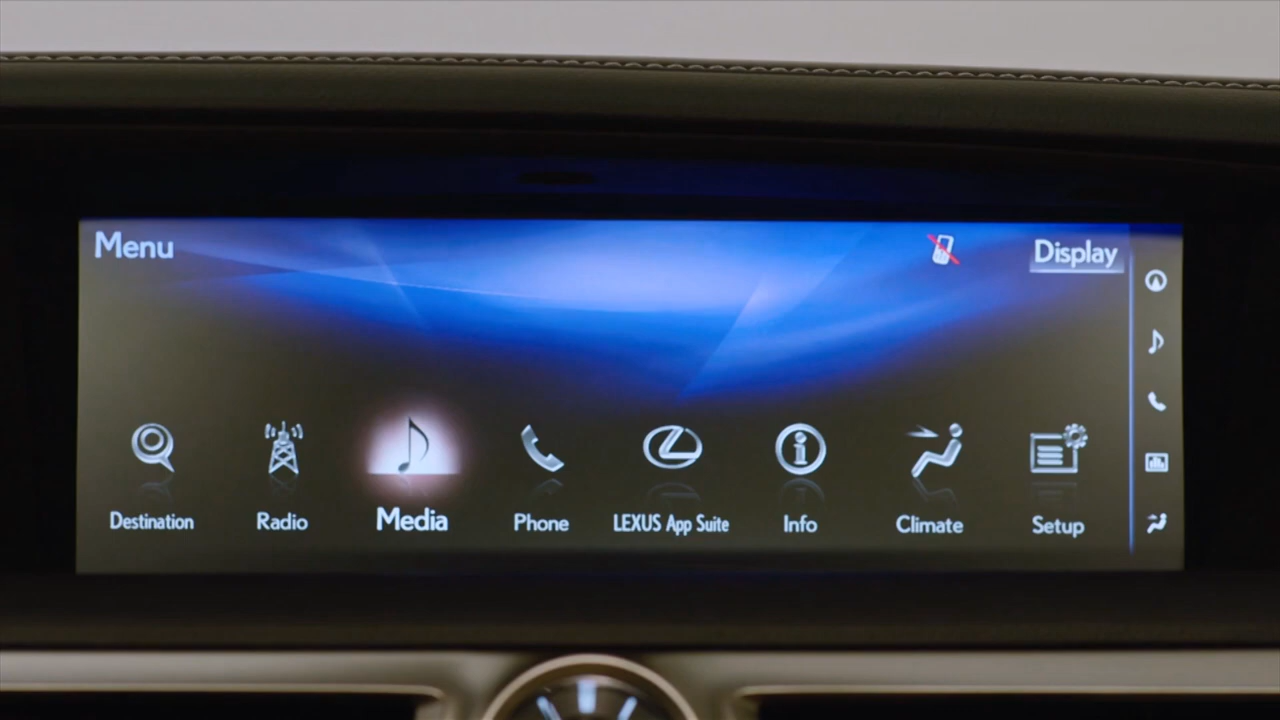 Menu
Display
Destination
Radio
Media
Phone
LEXUS App Suite
Info
Climate
Setup